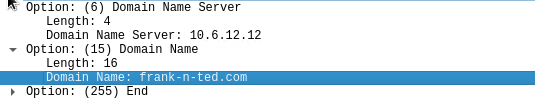 Option: (6) Domain Name Server
Length: 4
Domain Name Server: 10.6.12.12
Option: (15) Domain Name
Length: 16
Domain Name: frank-n-ted.com
Option: (255) End